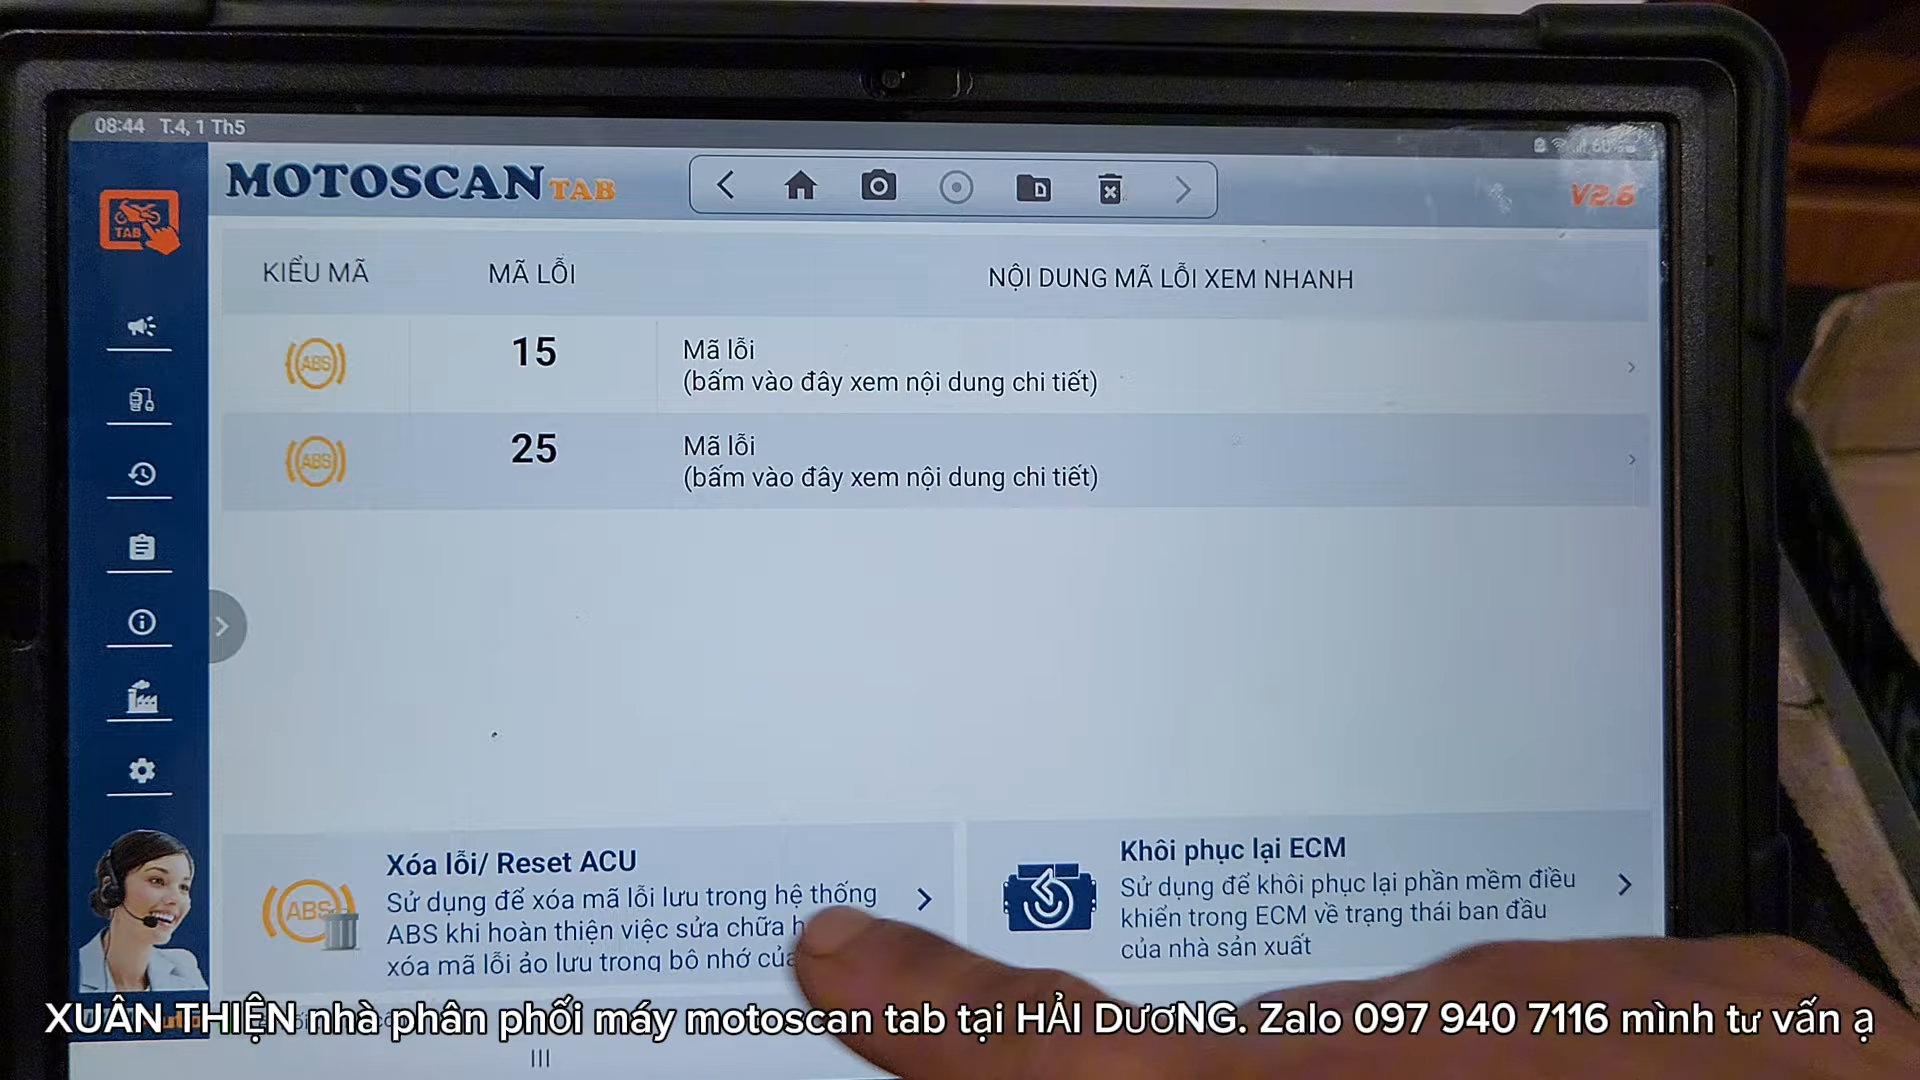 08:44 T.4, 1 Th5
60
MOTOSCAN TAB
V2.6
TAB
KIỂU MÃ
MÃ LỖI
NỘI DUNG MÃ LỖI XEM NHANH
ABS
15
Mã lỗi
(bấm vào đây xem nội dung chi tiết)
ABS
25
Mã lỗi
(bấm vào đây xem nội dung chi tiết)
ABS
Xóa lỗi/ Reset ACU
Sử dụng để xóa mã lỗi lưu trong hệ thống
ABS khi hoàn thiện việc sửa chữa
xóa mã lỗi ảo lưu trong bộ nhớ của
Khôi phục lại ECM
Sử dụng để khôi phục lại phần mềm điều
khiển trong ECM về trạng thái ban đầu
của nhà sản xuất
XUÂN THIỆN nhà phân phối máy motoscan tab tại HẢI DươNG. Zalo 097 940 7116 mình tư vấn ạ